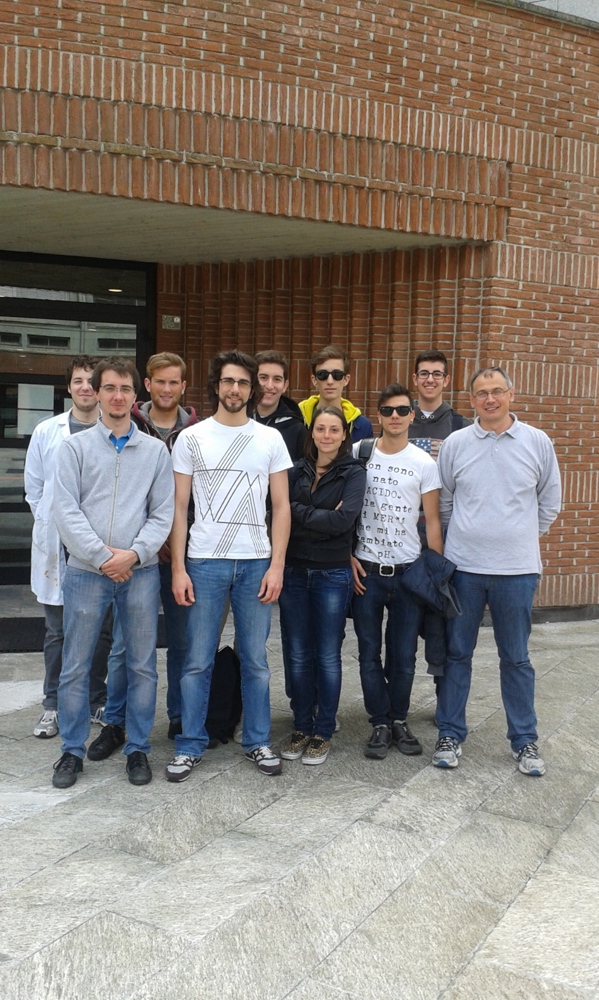 on sono
nato
ACIDO.
la gente
i MER*A
he mi ha
ambiato
il pH.